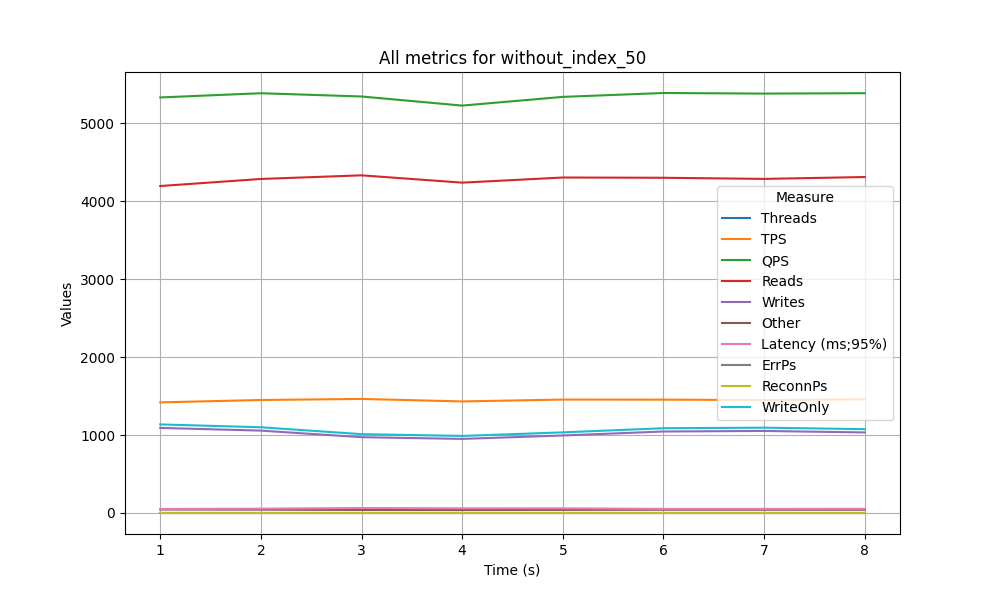 All metrics for without_index_50
Values
5000
4000
3000
2000
1000
0
Measure
Threads
TPS
QPS
Reads
Writes
Other
Latency (ms;95%)
ErrPs
ReconnPs
WriteOnly
1 2 3 4 5 6 7 8
Time (s)